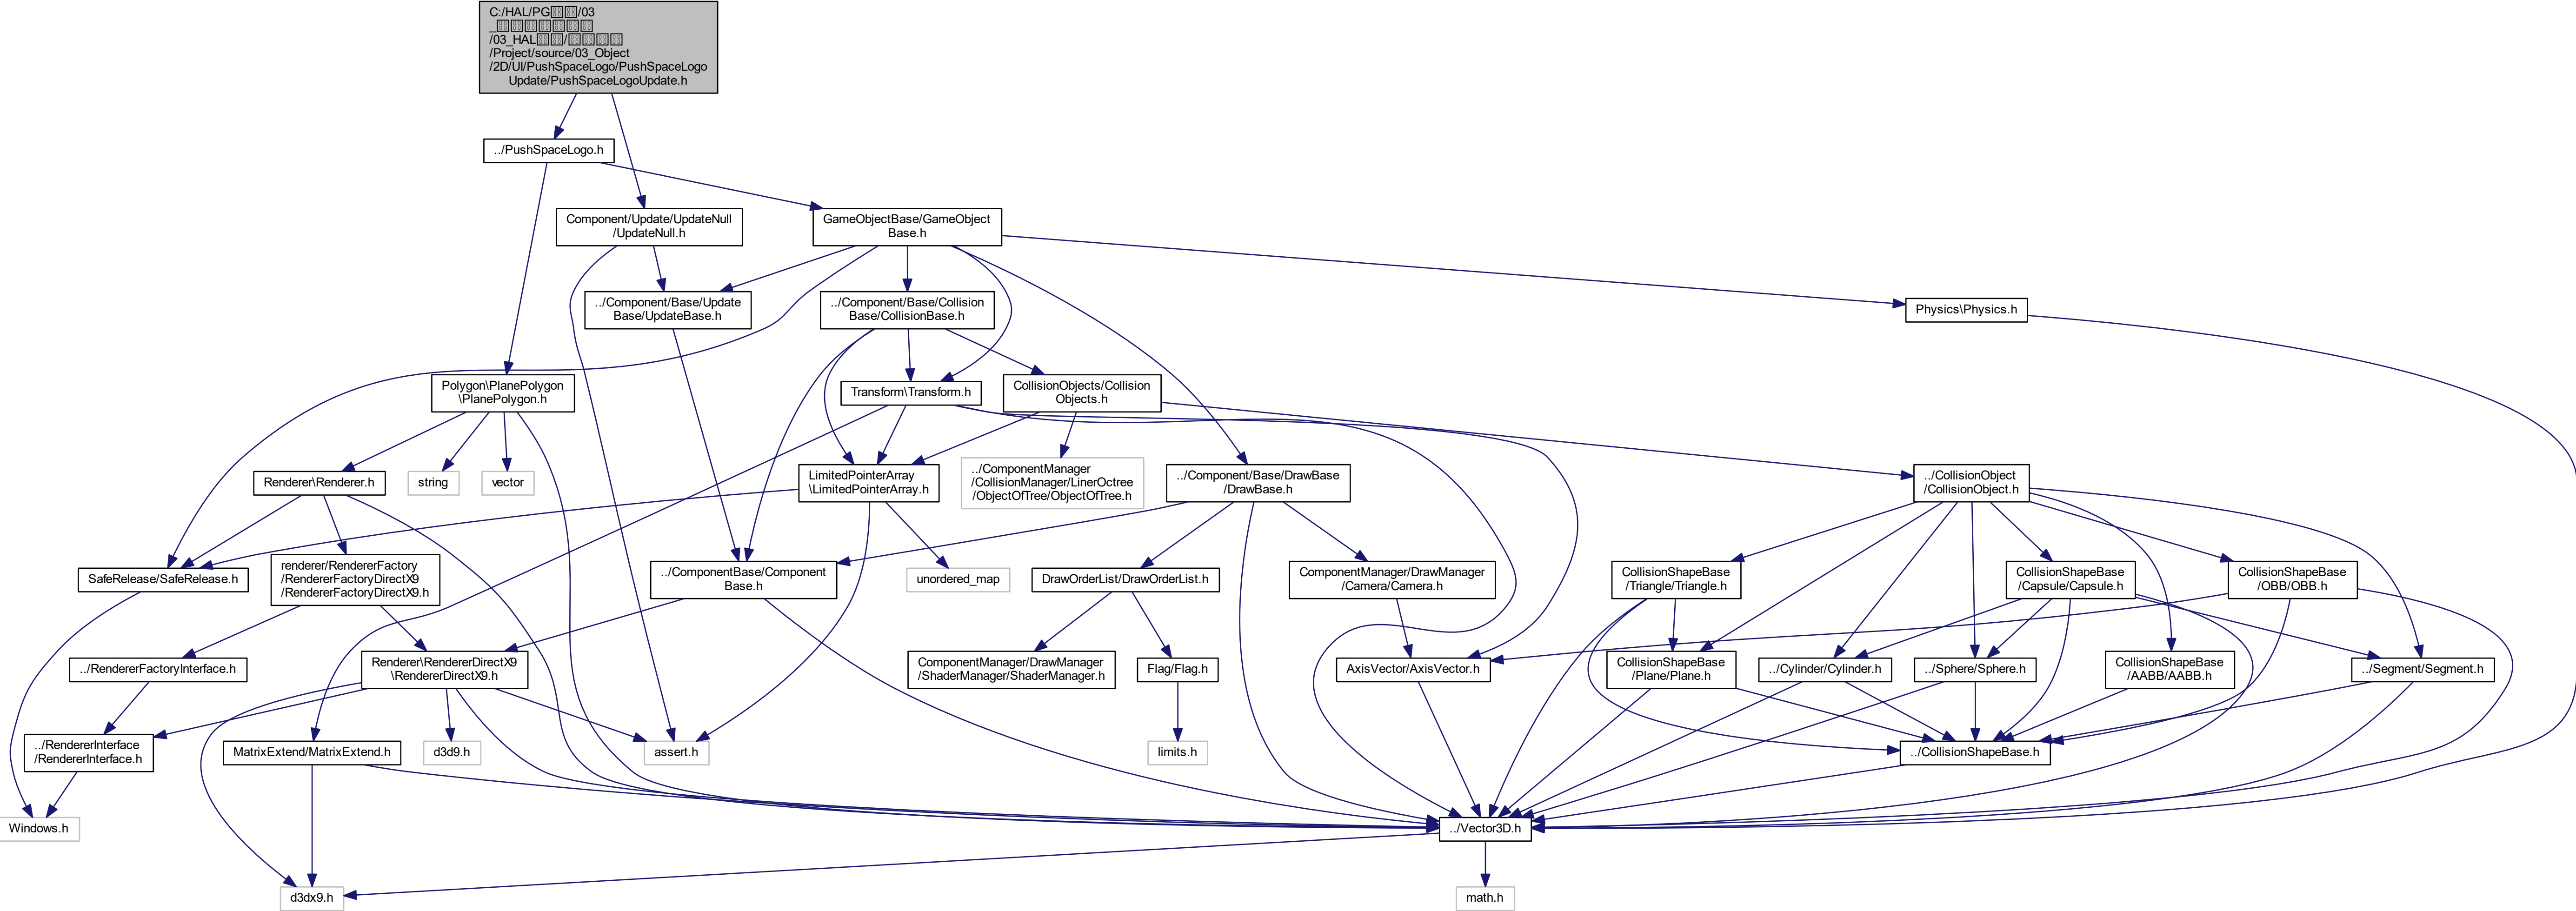 C:/HAL/PG /03
_
/03_HAL /
/Project/source/03_Object
/2D/UI/PushSpaceLogo/PushSpaceLogo
Update/PushSpaceLogoUpdate.h
../PushSpaceLogo.h
Component/Update/UpdateNull
/UpdateNull.h
GameObjectBase/GameObject
Base.h
../Component/Base/Update
Base/UpdateBase.h
../Component/Base/Collision
Base/CollisionBase.h
Physics\Physics.h
Polygon\PlanePolygon
\PlanePolygon.h
Transform\Transform.h
CollisionObjects/Collision
Objects.h
Renderer\Renderer.h
string
vector
LimitedPointerArray
\LimitedPointerArray.h
../ComponentManager
/CollisionManager/LinerOctree
/ObjectOfTree/ObjectOfTree.h
../Component/Base/DrawBase
/DrawBase.h
../CollisionObject
/CollisionObject.h
SafeRelease/SafeRelease.h
renderer/RendererFactory
/RendererFactoryDirectX9
/RendererFactoryDirectX9.h
../ComponentBase/Component
Base.h
unordered_map
DrawOrderList/DrawOrderList.h
ComponentManager/DrawManager
/Camera/Camera.h
CollisionShapeBase
/Triangle/Triangle.h
CollisionShapeBase
/Capsule/Capsule.h
CollisionShapeBase
/OBB/OBB.h
../RendererFactoryInterface.h
Renderer\RendererDirectX9
\RendererDirectX9.h
ComponentManager/DrawManager
/ShaderManager/ShaderManager.h
Flag/Flag.h
AxisVector/AxisVector.h
CollisionShapeBase
/Plane/Plane.h
../Cylinder/Cylinder.h
../Sphere/Sphere.h
CollisionShapeBase
/AABB/AABB.h
../Segment/Segment.h
../RendererInterface
/RendererInterface.h
MatrixExtend/MatrixExtend.h
d3d9.h
assert.h
limits.h
../CollisionShapeBase.h
Windows.h
../Vector3D.h
d3dx9.h
math.h